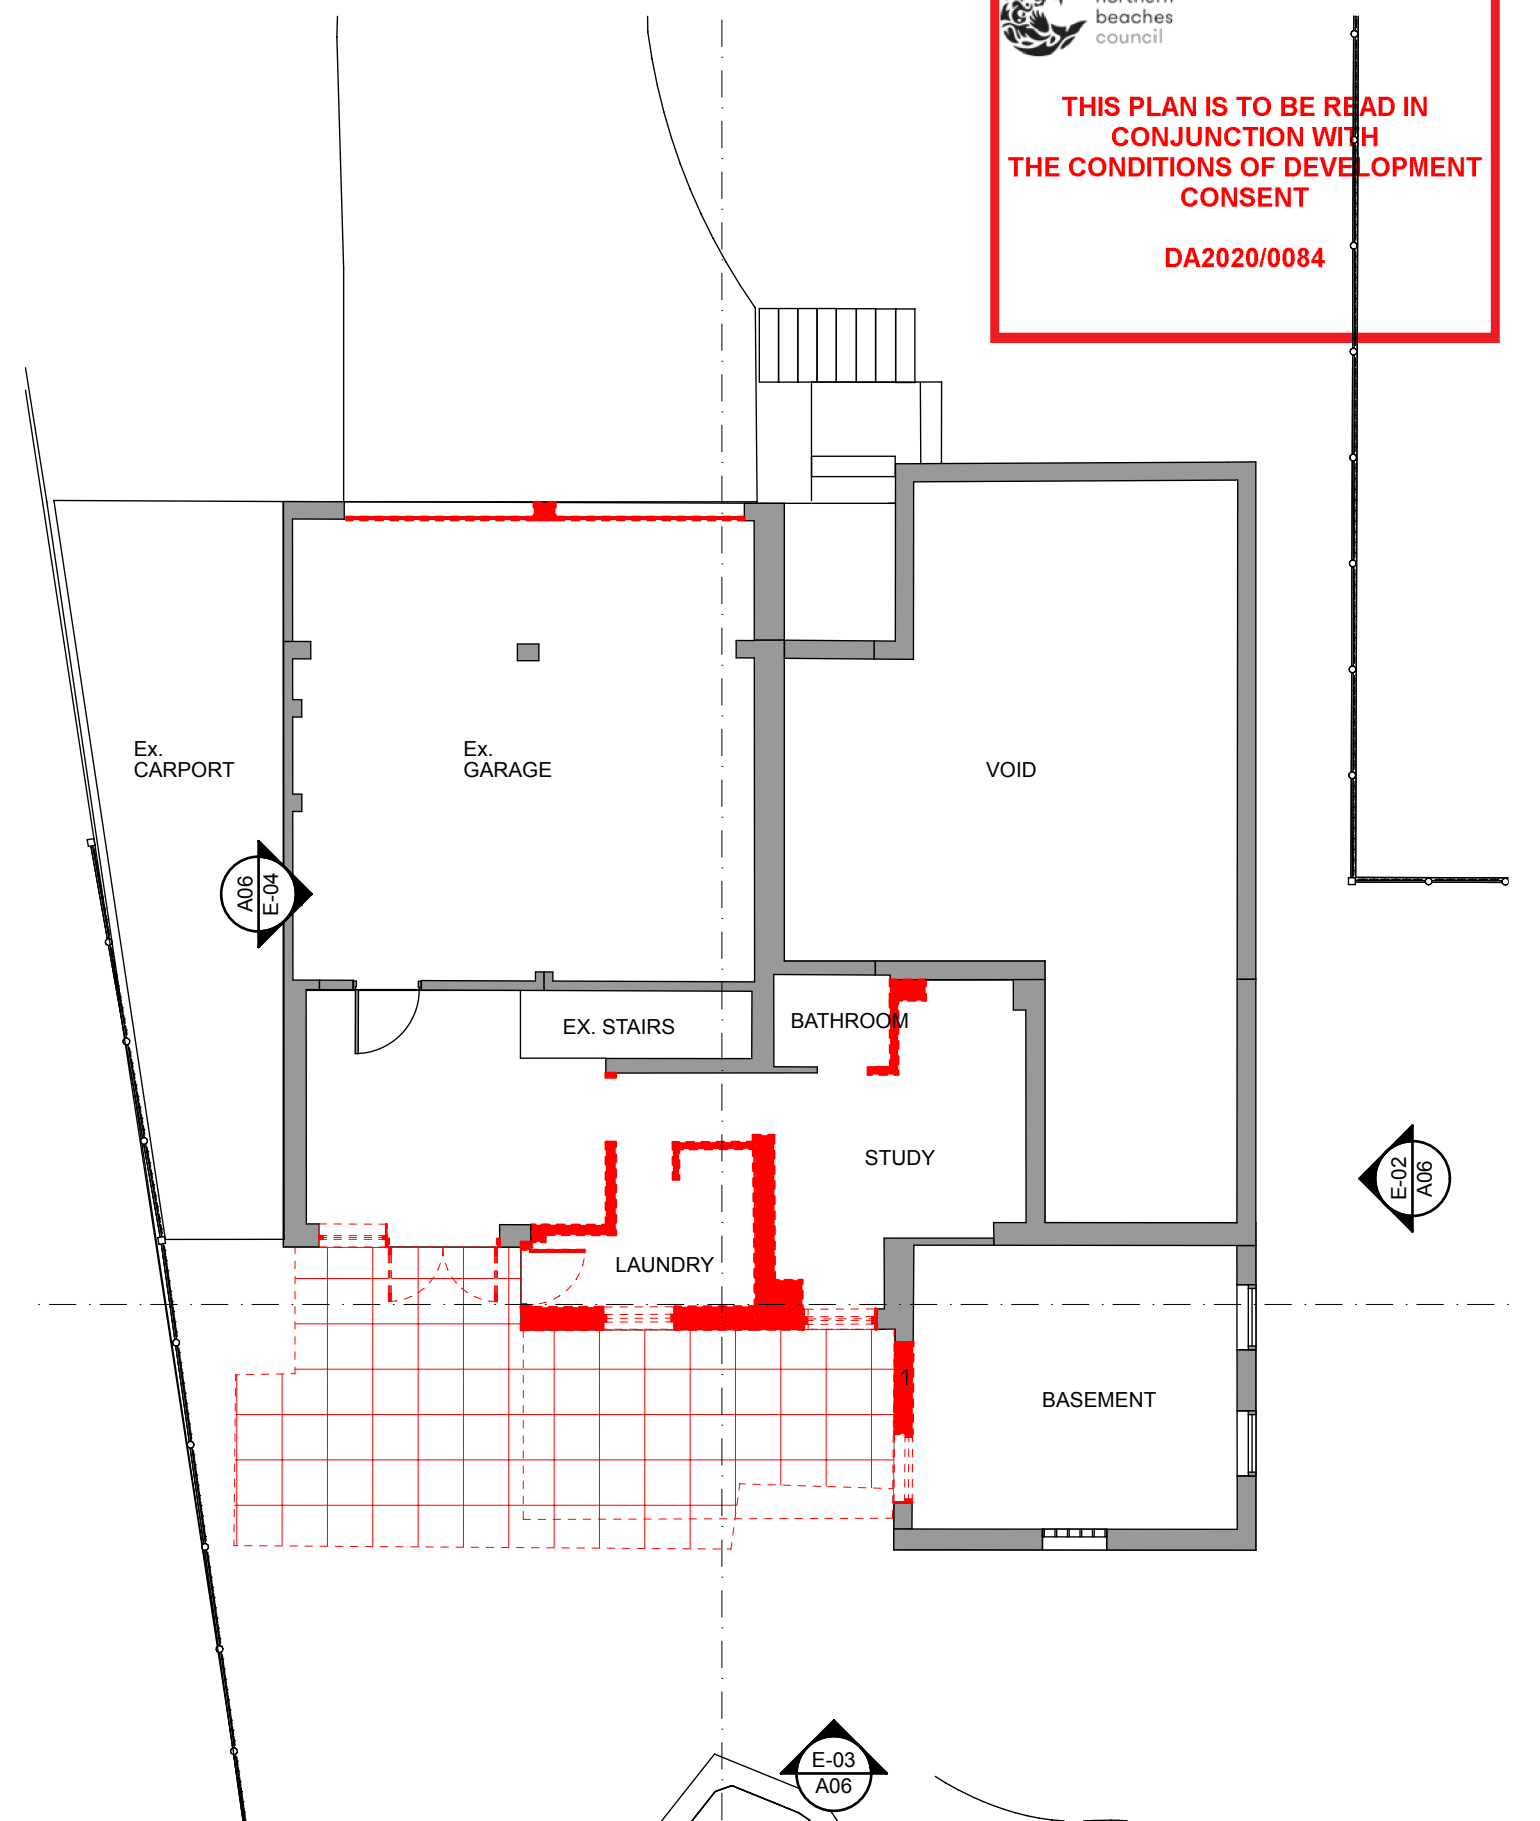 northern
beaches
council
THIS PLAN IS TO BE READ IN
CONJUNCTION WITH
THE CONDITIONS OF DEVELOPMENT
CONSENT
DA2020/0084
Ex.
CARPORT
Ex.
GARAGE
VOID
A06
E-04
EX. STAIRS
BATHROOM
STUDY
E-02
A06
LAUNDRY
1
BASEMENT
E-03
A06